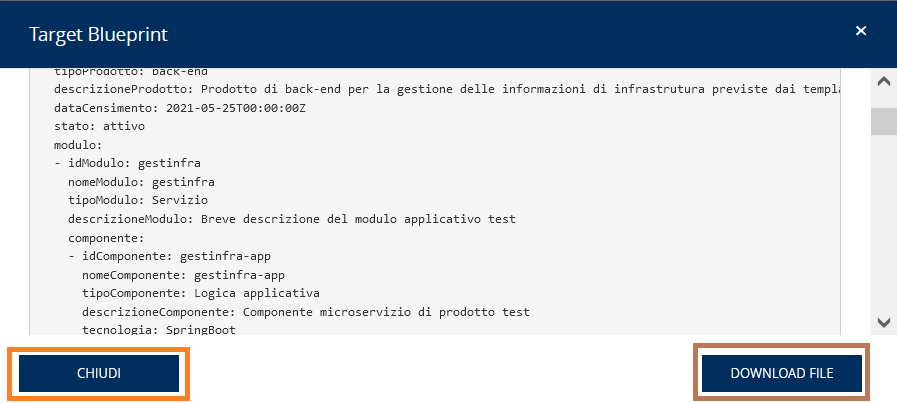 Target Blueprint
tipoProdotto: back-end
descrizioneProdotto: Prodotto di back-end per la gestione delle informazioni di infrastrutura previste dai templa
dataCensimento: 2021-05-25T00:00:00Z
stato: attivo
modulo:
- idModulo: gestinfra
nomeModulo: gestinfra
tipoModulo: Servizio
descrizioneModulo: Breve descrizione del modulo applicativo test
componente:
- idComponente: gestinfra-app
nomeComponente: gestinfra-app
tipoComponente: Logica applicativa
descrizioneComponente: Componente microservizio di prodotto test
tecnologia: SpringBoot
CHIUDI
DOWNLOAD FILE